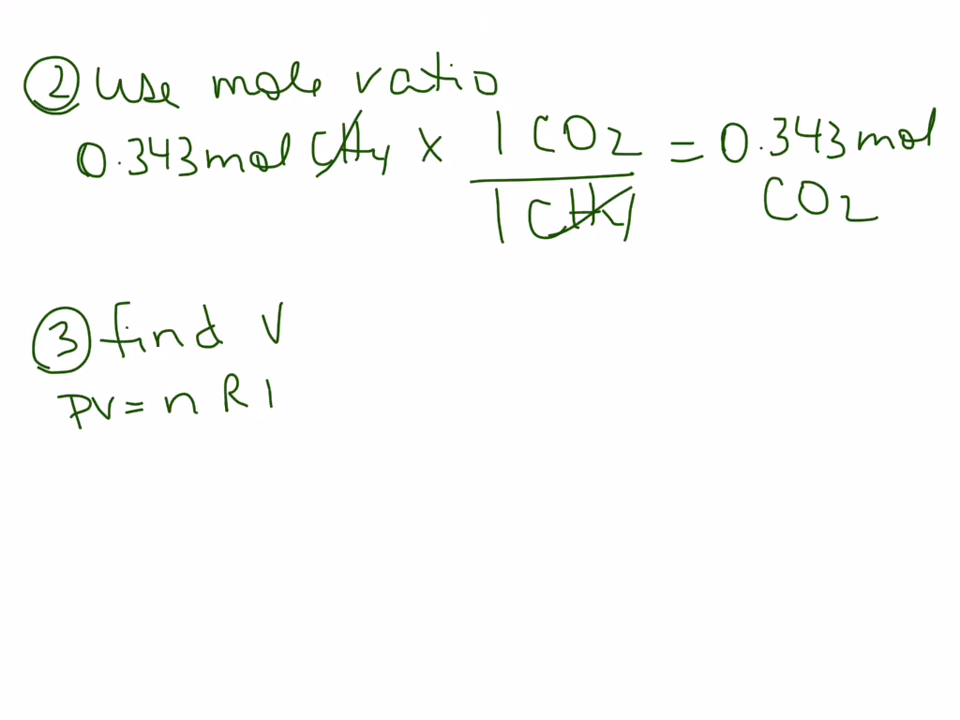 ② Use mole ratio
0.343 mol CH4 × 1 CO2 / 1 CH4 = 0.343 mol CO2
③ find V
PV = n R I